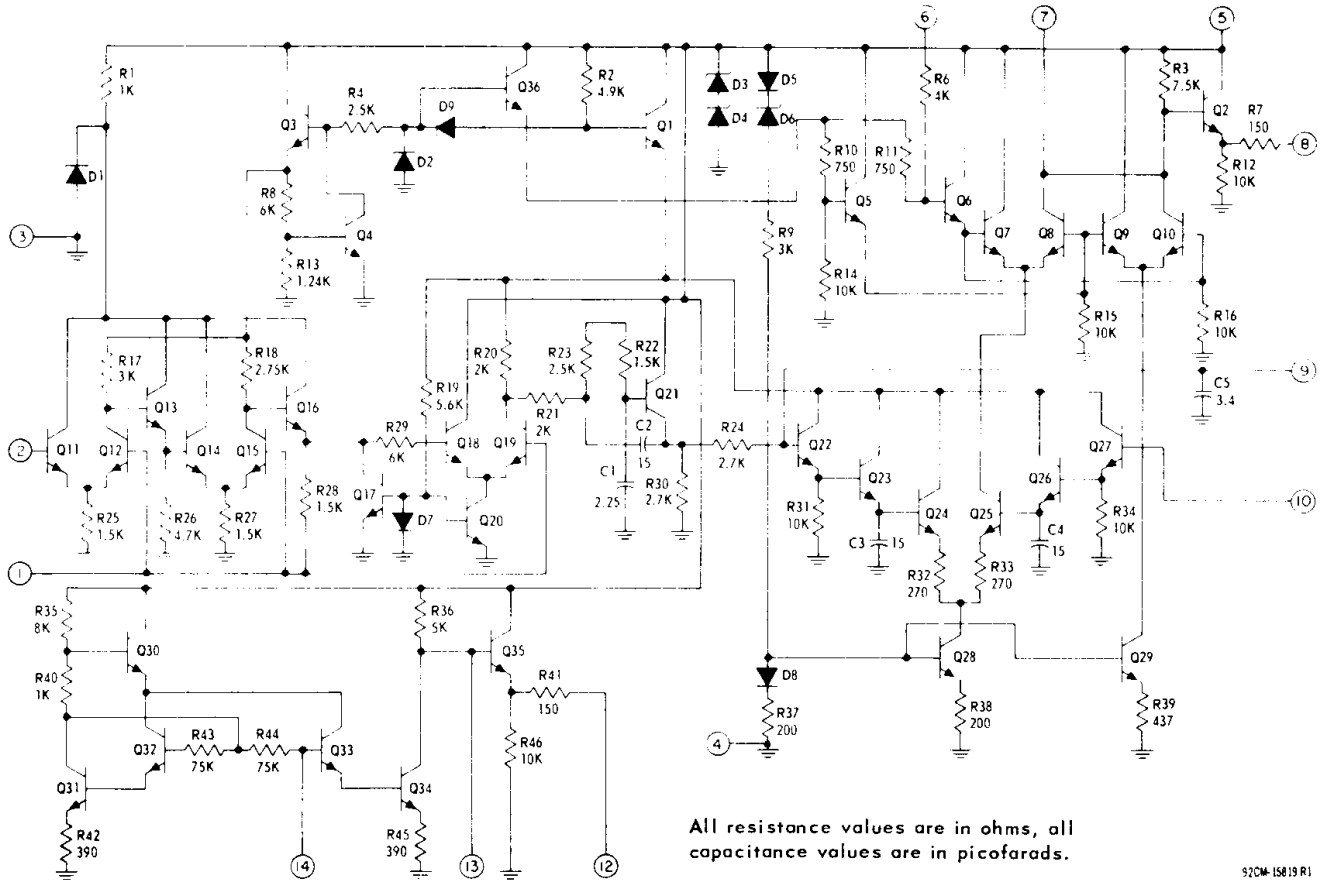 6
7
5
R1
1K
R4
2.5K
D9
Q36
R2
4.9K
D3
D5
R6
4K
R3
7.5K
Q2
R7
150
8
Q3
Q1
D4
D6
D1
D2
R10
750
R11
750
R12
10K
R8
6K
Q4
Q5
Q6
3
R9
3K
Q7
Q8
Q9
Q10
R13
1.24K
R14
10K
R15
10K
R16
10K
R17
3K
R18
2.75K
R20
2K
R23
2.5K
R22
1.5K
9
C5
3.4
Q13
Q16
R19
5.6K
R21
2K
Q21
2
Q11
Q12
Q14
Q15
R29
6K
Q18
Q19
C2
15
R24
2.7K
Q22
Q27
R28
1.5K
Q17
C1
2.25
R30
2.7K
Q23
Q26
R25
1.5K
R26
4.7K
R27
1.5K
D7
Q20
R31
10K
Q24
Q25
R34
10K
10
C3
15
C4
15
1
R32
270
R33
270
R35
8K
R36
5K
Q30
Q35
R40
1K
R41
150
D8
Q28
Q29
R43
75K
R44
75K
Q32
Q33
R37
200
R38
200
R39
437
4
R46
10K
Q31
Q34
R42
390
R45
390
14
13
12
All resistance values are in ohms, all
capacitance values are in picofarads.
92CM-15819 R1